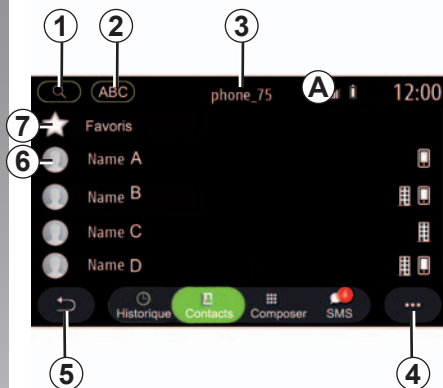 1 2 3
ABC phone_75 A 12:00
7 Favoris
6 Name A
Name B
Name C
Name D
Historique Contacts Composer SMS
5 4